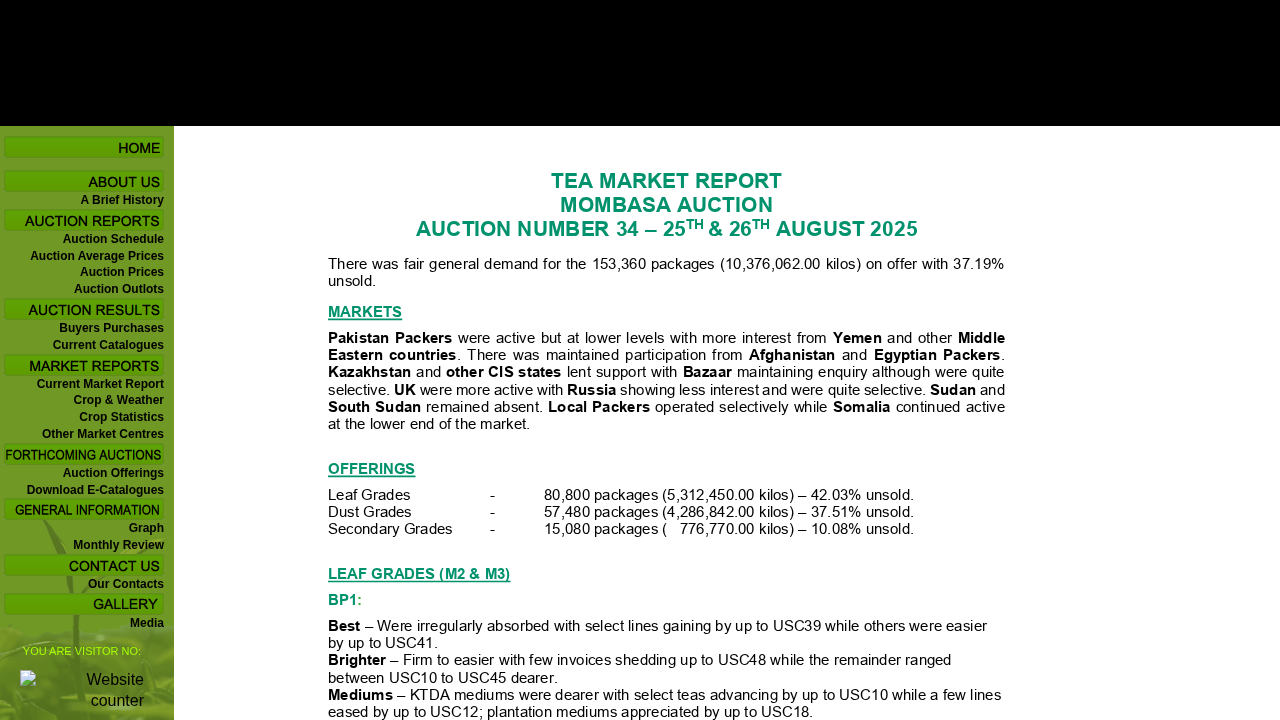 HOME
ABOUT US
A Brief History
AUCTION REPORTS
Auction Schedule
Auction Average Prices
Auction Prices
Auction Outlots
AUCTION RESULTS
Buyers Purchases
Current Catalogues
MARKET REPORTS
Current Market Report
Crop & Weather
Crop Statistics
Other Market Centres
FORTHCOMING AUCTIONS
Auction Offerings
Download E-Catalogues
GENERAL INFORMATION
Graph
Monthly Review
CONTACT US
Our Contacts
GALLERY
Media
YOU ARE VISITOR NO:
Website
counter
TEA MARKET REPORT
MOMBASA AUCTION
AUCTION NUMBER 34 – 25TH & 26TH AUGUST 2025
There was fair general demand for the 153,360 packages (10,376,062.00 kilos) on offer with 37.19%
unsold.
MARKETS
Pakistan Packers were active but at lower levels with more interest from Yemen and other Middle
Eastern countries. There was maintained participation from Afghanistan and Egyptian Packers.
Kazakhstan and other CIS states lent support with Bazaar maintaining enquiry although were quite
selective. UK were more active with Russia showing less interest and were quite selective. Sudan and
South Sudan remained absent. Local Packers operated selectively while Somalia continued active
at the lower end of the market.
OFFERINGS
Leaf Grades - 80,800 packages (5,312,450.00 kilos) – 42.03% unsold.
Dust Grades - 57,480 packages (4,286,842.00 kilos) – 37.51% unsold.
Secondary Grades - 15,080 packages ( 776,770.00 kilos) – 10.08% unsold.
LEAF GRADES (M2 & M3)
BP1:
Best – Were irregularly absorbed with select lines gaining by up to USC39 while others were easier
by up to USC41.
Brighter – Firm to easier with few invoices shedding up to USC48 while the remainder ranged
between USC10 to USC45 dearer.
Mediums – KTDA mediums were dearer with select teas advancing by up to USC10 while a few lines
eased by up to USC12; plantation mediums appreciated by up to USC18.